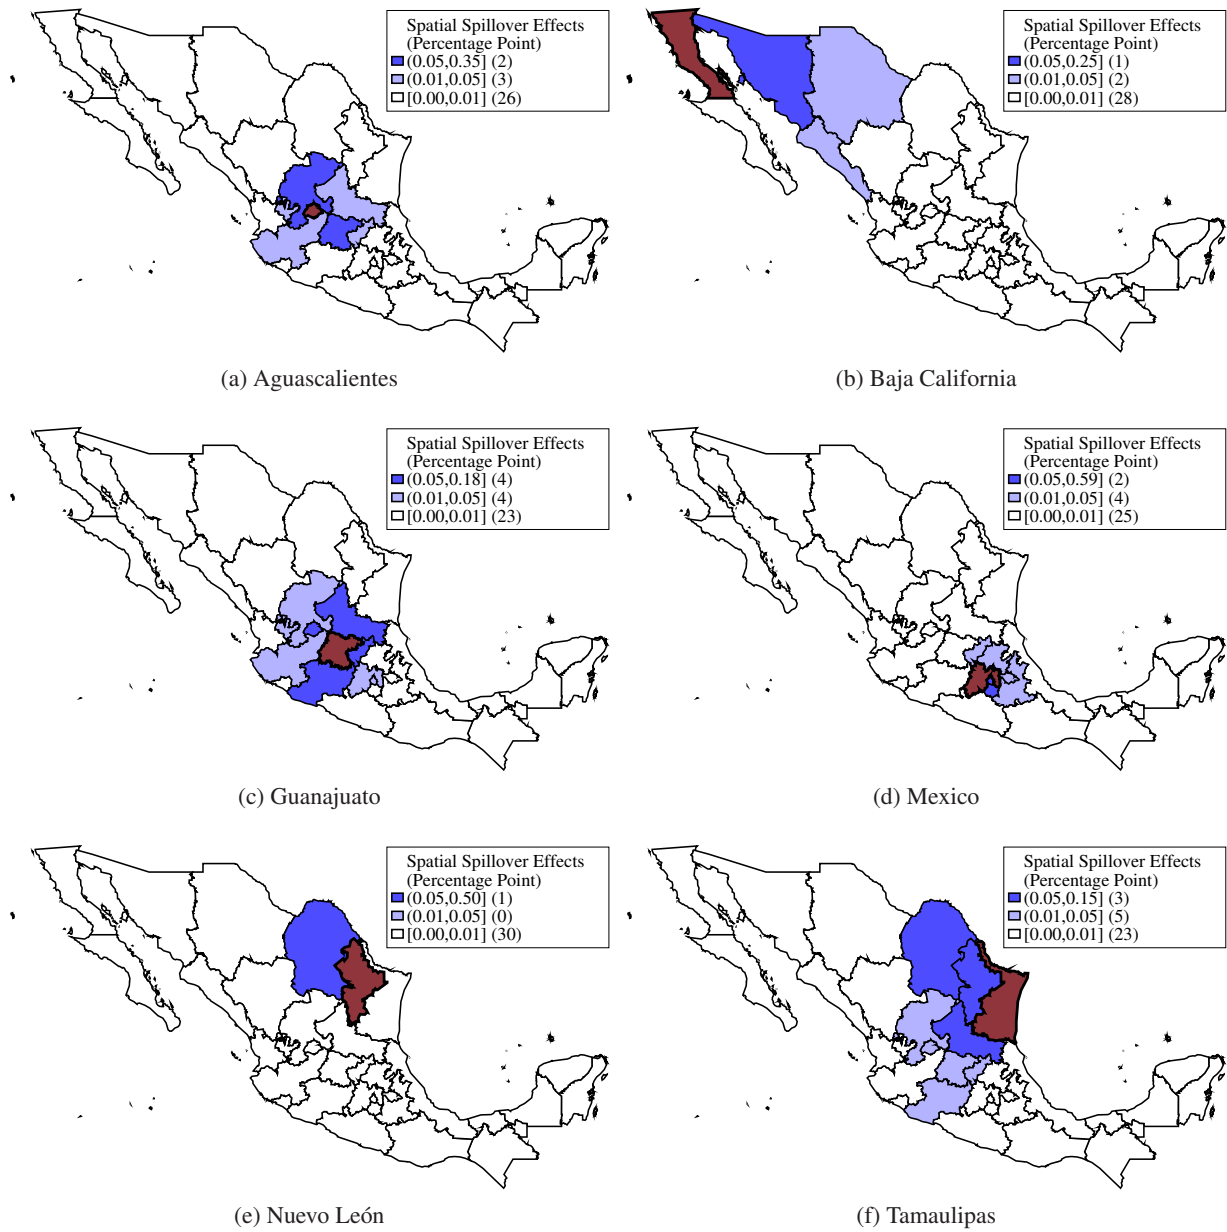 Spatial Spillover Effects
(Percentage Point)
(0.05,0.35] (2)
(0.01,0.05] (3)
[0.00,0.01] (26)
(a) Aguascalientes
Spatial Spillover Effects
(Percentage Point)
(0.05,0.25] (1)
(0.01,0.05] (2)
[0.00,0.01] (28)
(b) Baja California
Spatial Spillover Effects
(Percentage Point)
(0.05,0.18] (4)
(0.01,0.05] (4)
[0.00,0.01] (23)
(c) Guanajuato
Spatial Spillover Effects
(Percentage Point)
(0.05,0.59] (2)
(0.01,0.05] (4)
[0.00,0.01] (25)
(d) Mexico
Spatial Spillover Effects
(Percentage Point)
(0.05,0.50] (1)
(0.01,0.05] (0)
[0.00,0.01] (30)
(e) Nuevo León
Spatial Spillover Effects
(Percentage Point)
(0.05,0.15] (3)
(0.01,0.05] (5)
[0.00,0.01] (23)
(f) Tamaulipas